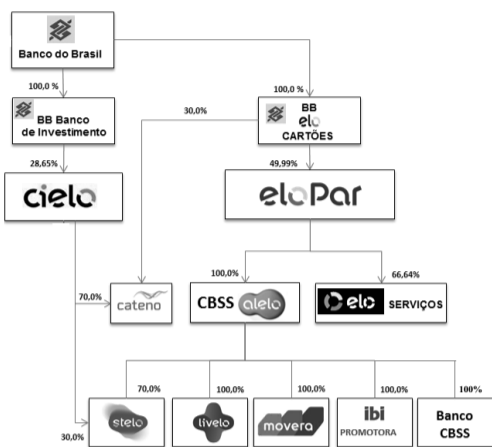 Banco do Brasil
100,0 %
100,0 %
BB Banco
de Investimento
30,0%
BB
elo
CARTÕES
28,65%
49,99%
cielo
eloPar
100,0%
66,64%
70,0%
cateno
CBSS alelo
elo SERVIÇOS
70,0%
100,0%
100,0%
100,0%
100%
30,0%
stelo
livelo
movera
ibi
PROMOTORA
Banco
CBSS